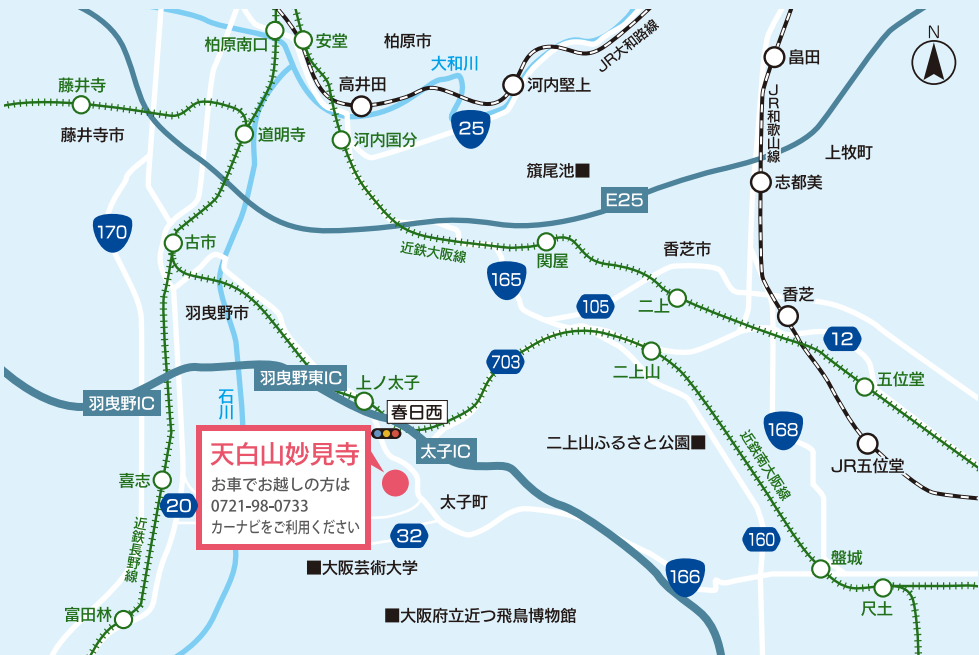 柏原南口
安堂
柏原市
JR大和路線
畠田
N
大和川
藤井寺
高井田
河内堅上
JR和歌山線
藤井寺市
道明寺
河内国分
25
上牧町
籏尾池■
志都美
E25
170
古市
近鉄大阪線
関屋
香芝市
165
105
二上
香芝
羽曳野市
12
703
二上山
羽曳野東IC
上ノ太子
五位堂
羽曳野IC
石川
春日西
168
太子IC
二上山ふるさと公園■
近鉄南大阪線
JR五位堂
天白山妙見寺
お車でお越しの方は
0721-98-0733
カーナビをご利用ください
喜志
20
太子町
近鉄長野線
32
160
盤城
■大阪芸術大学
166
尺土
富田林
■大阪府立近つ飛鳥博物館